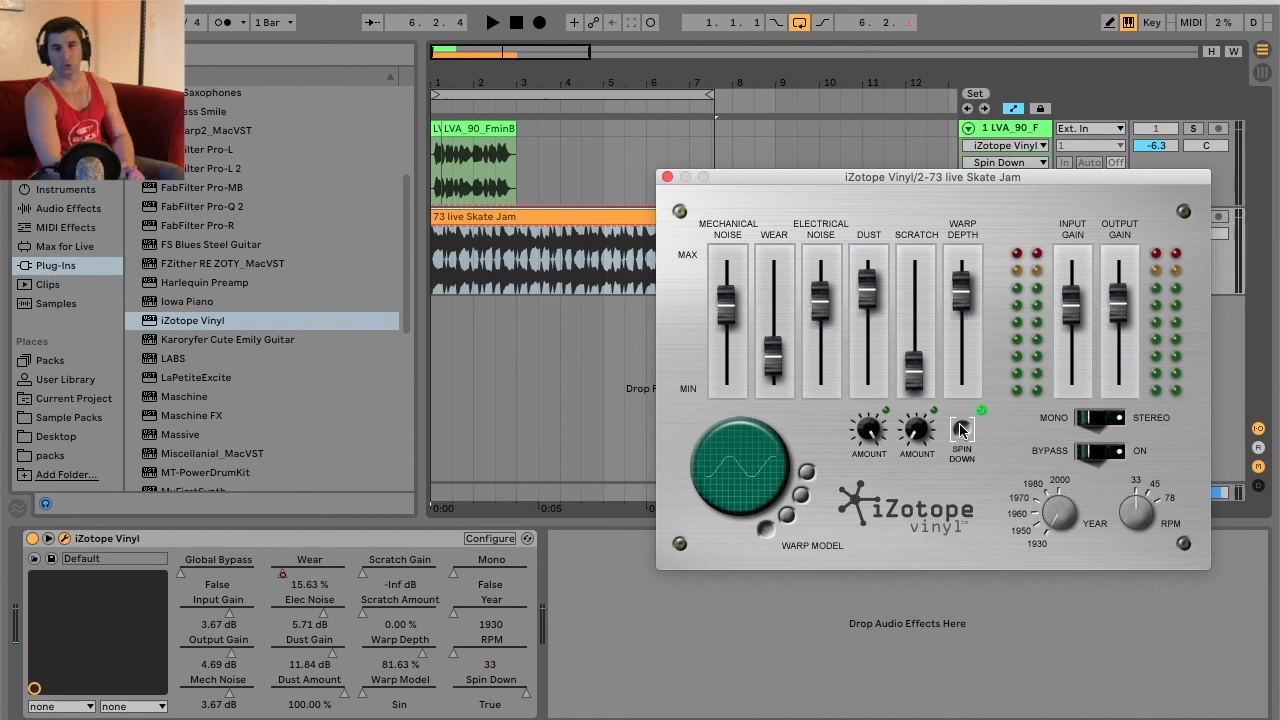 / 4
1 Bar
6. 2. 4
1. 1. 1
6. 2. 1
Key
MIDI
2 %
D
H
W
Saxophones
ess Smile
arp2_MacVST
Filter Pro-L
FabFilter Pro-L 2
FabFilter Pro-MB
FabFilter Pro-Q 2
FabFilter Pro-R
FS Blues Steel Guitar
FZither RE ZOTY_MacVST
Harlequin Preamp
Iowa Piano
iZotope Vinyl
Karoryfer Cute Emily Guitar
LABS
LaPetiteExcite
Maschine
Maschine FX
Massive
Miscellanial_MacVST
MT-PowerDrumKit
MyFirstSynth
Instruments
Audio Effects
MIDI Effects
Max for Live
Plug-Ins
Clips
Samples
Places
Packs
User Library
Current Project
Sample Packs
Desktop
packs
Add Folder...
1 2 3 4 5 6 7 8 9 10 11 12
Set
LV LVA_90_FminB
73 live Skate Jam
Drop F
0:00
0:05
1 LVA_90_F
iZotope Vinyl
Spin Down
Ext. In
1
In Auto Off
1
S
-6.3
C
iZotope Vinyl/2-73 live Skate Jam
MECHANICAL NOISE
WEAR
ELECTRICAL NOISE
DUST
SCRATCH
WARP DEPTH
INPUT GAIN
OUTPUT GAIN
MAX
MIN
AMOUNT
AMOUNT
SPIN DOWN
MONO
STEREO
BYPASS
ON
iZotope
vinyl™
WARP MODEL
1930
1950
1960
1970
1980
2000
YEAR
33
45
78
RPM
iZotope Vinyl
Configure
Default
none
none
Global Bypass
False
Input Gain
3.67 dB
Output Gain
4.69 dB
Mech Noise
3.67 dB
Wear
15.63 %
Elec Noise
5.71 dB
Dust Gain
11.84 dB
Dust Amount
100.00 %
Scratch Gain
-Inf dB
Scratch Amount
0.00 %
Warp Depth
81.63 %
Warp Model
Sin
Mono
False
Year
1930
RPM
33
Spin Down
True
Drop Audio Effects Here